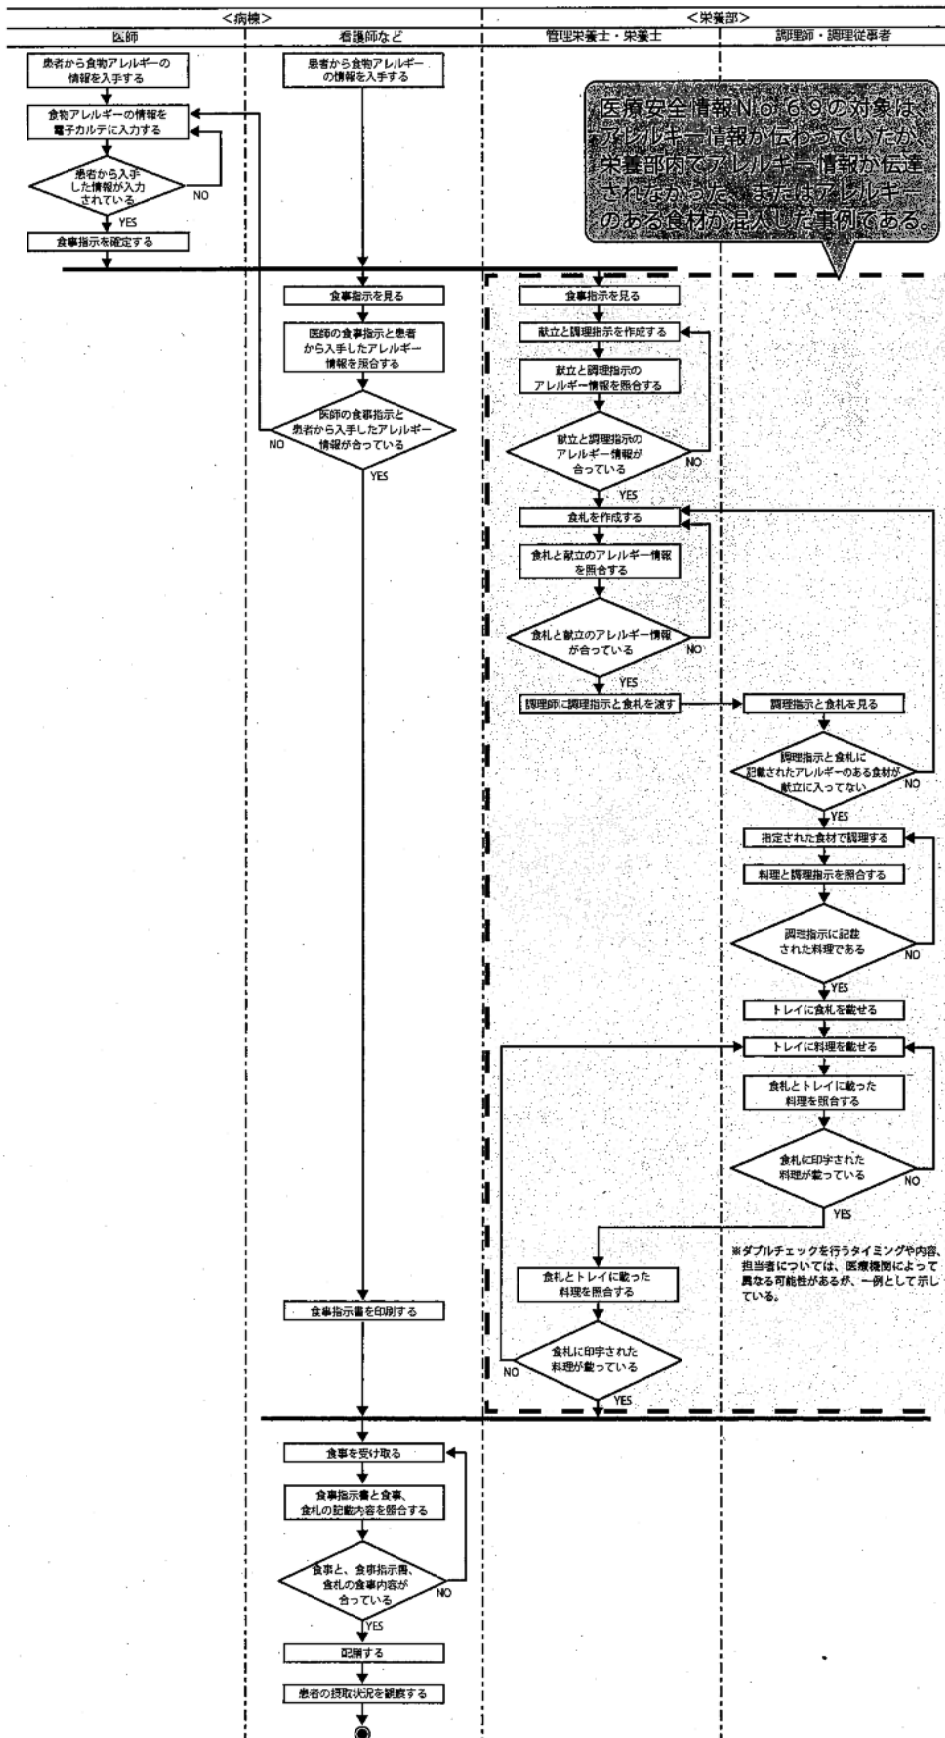 ＜病棟＞
＜栄養部＞
医師
看護師など
管理栄養士・栄養士
調理師・調理従事者
患者から食物アレルギーの
情報を入手する
食物アレルギーの情報を
電子カルテに入力する
患者から入手
した情報が入力
されている
NO
YES
食事指示を確定する
患者から食物アレルギー
の情報を入手する
医療安全情報No.69の対象は、
アレルギー情報が伝わっていたが、
栄養部内でアレルギー情報が伝達
されなかった、またはアレルギー
のある食材が混入した事例である。
食事指示を見る
医師の食事指示と患者
から入手したアレルギー
情報を照合する
医師の食事指示と
患者から入手したアレルギー
情報が合っている
NO
YES
食事指示を見る
献立と調理指示を作成する
献立と調理指示の
アレルギー情報を照合する
献立と調理指示の
アレルギー情報が
合っている
NO
YES
食札を作成する
食札と献立のアレルギー情報
を照合する
食札と献立のアレルギー情報
が合っている
NO
YES
調理師に調理指示と食札を渡す
調理指示と食札を見る
調理指示と食札に
記載されたアレルギーのある食材が
献立に入ってない
NO
YES
指定された食材で調理する
料理と調理指示を照合する
調理指示に記載
された料理である
NO
YES
トレイに食札を載せる
トレイに料理を載せる
食札とトレイに載った
料理を照合する
食札に印字された
料理が載っている
NO
YES
※ダブルチェックを行うタイミングや内容、
担当者については、医療機関によって
異なる可能性があるが、一例として示し
ている。
食札とトレイに載った
料理を照合する
食札に印字された
料理が載っている
NO
YES
食事指示書を印刷する
食事を受け取る
食事指示書と食事、
食札の記載内容を照合する
食事と、食事指示書、
食札の食事内容が
合っている
NO
YES
配膳する
患者の摂取状況を観察する